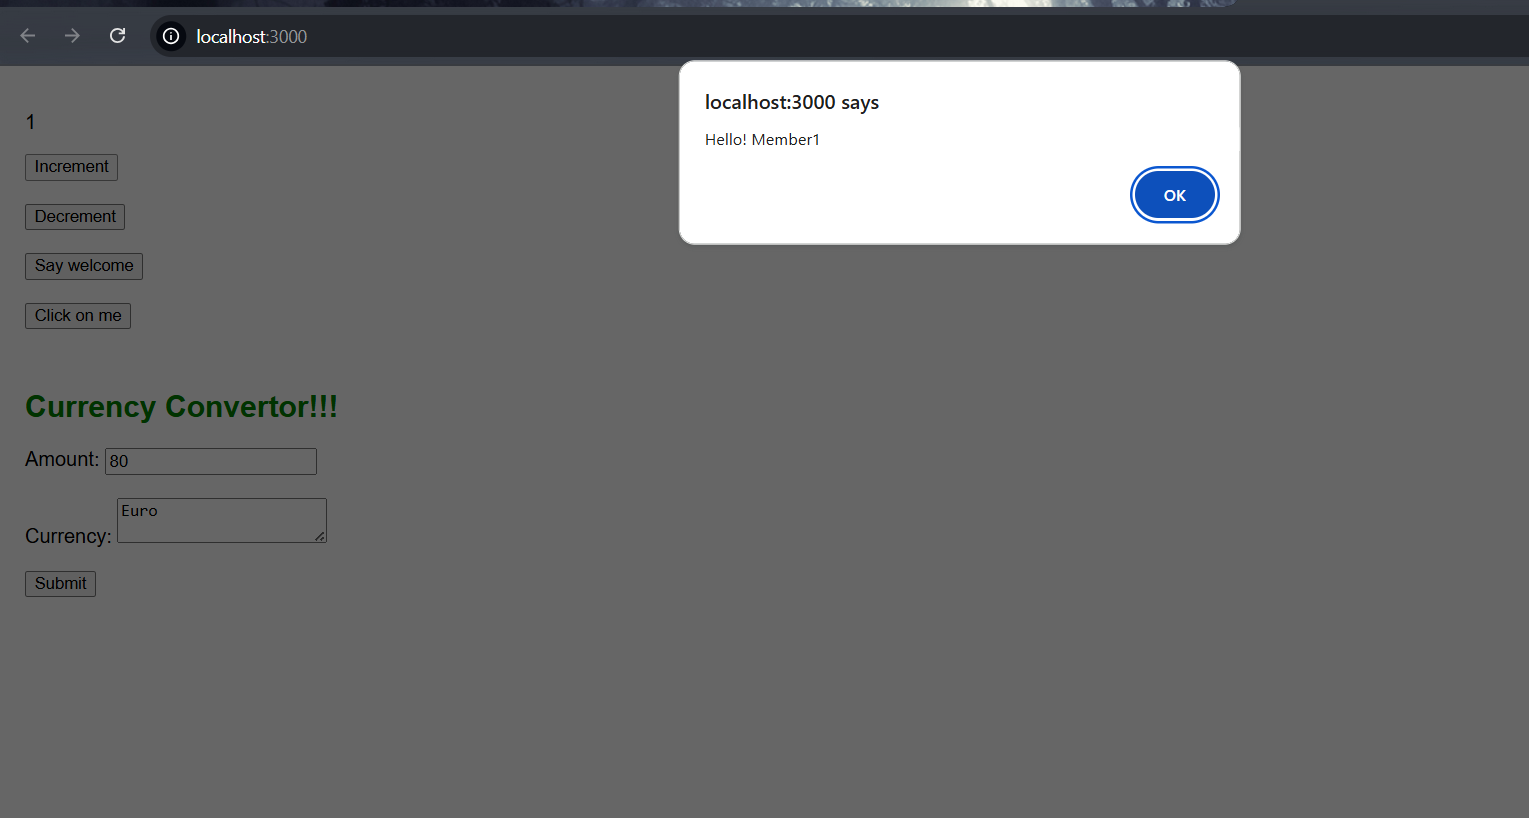 localhost:3000
localhost:3000 says
Hello! Member1
OK
1
Increment
Decrement
Say welcome
Click on me
Currency Convertor!!!
Amount: 80
Currency: Euro
Submit